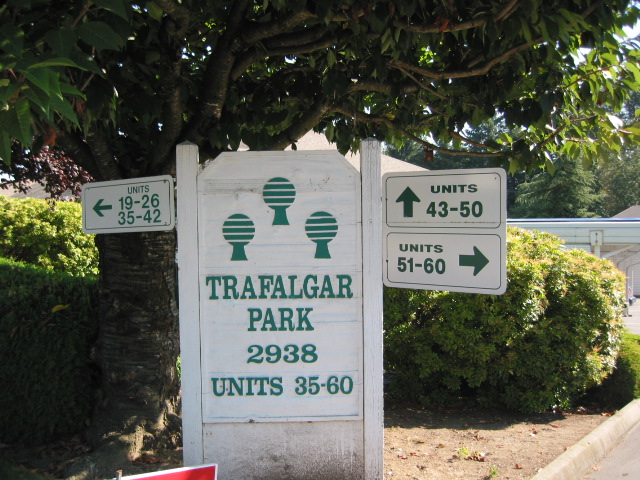 UNITS
19-26
35-42
TRAFALGAR
PARK
2938
UNITS 35-60
UNITS
43-50
UNITS
51-60